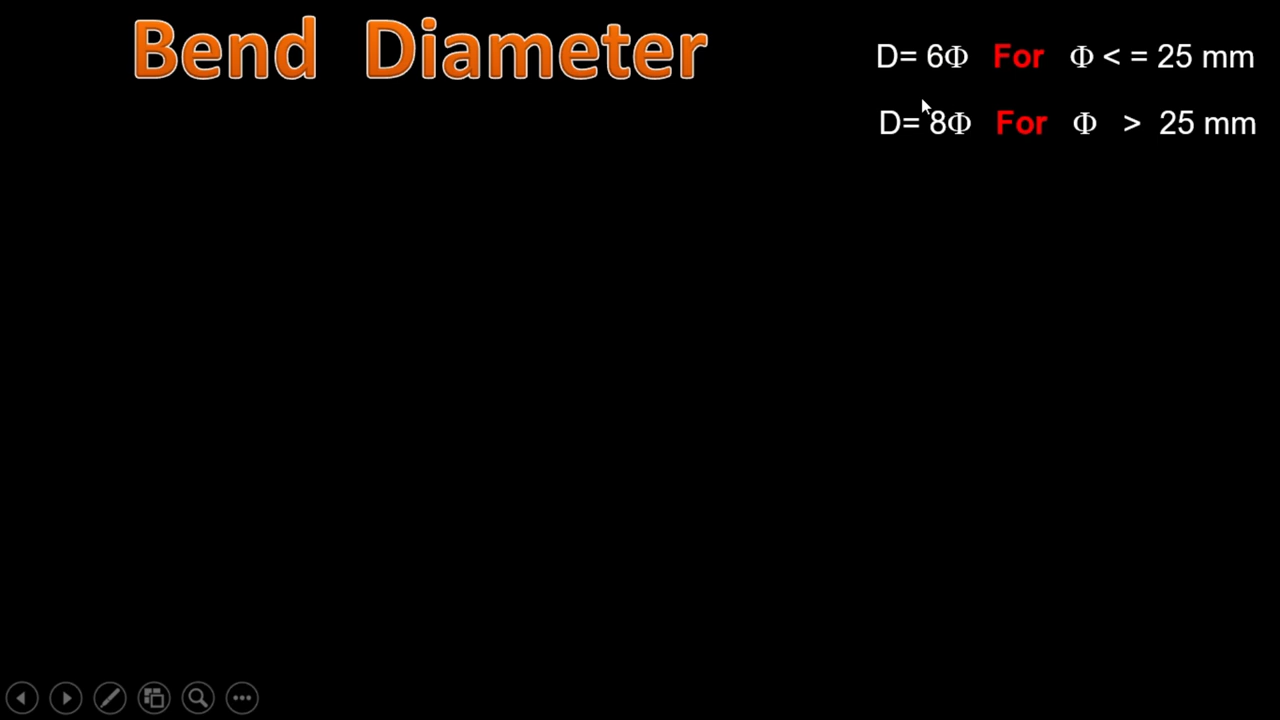 Bend Diameter
D= 6Φ For Φ < = 25 mm
D= 8Φ For Φ > 25 mm